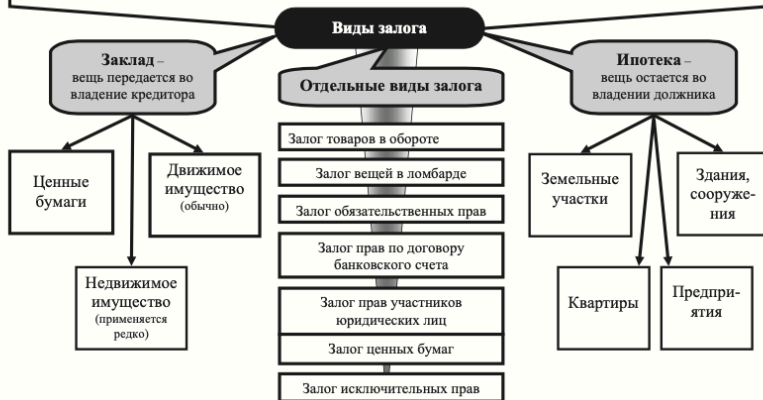 Виды залога
Заклад –
вещь передается во
владение кредитора
Ценные
бумаги
Движимое
имущество
(обычно)
Недвижимое
имущество
(применяется
редко)
Отдельные виды залога
Залог товаров в обороте
Залог вещей в ломбарде
Залог обязательственных прав
Залог прав по договору
банковского счета
Залог прав участников
юридических лиц
Залог ценных бумаг
Залог исключительных прав
Ипотека –
вещь остается во
владении должника
Земельные
участки
Здания,
сооруже-
ния
Квартиры
Предпри-
ятия